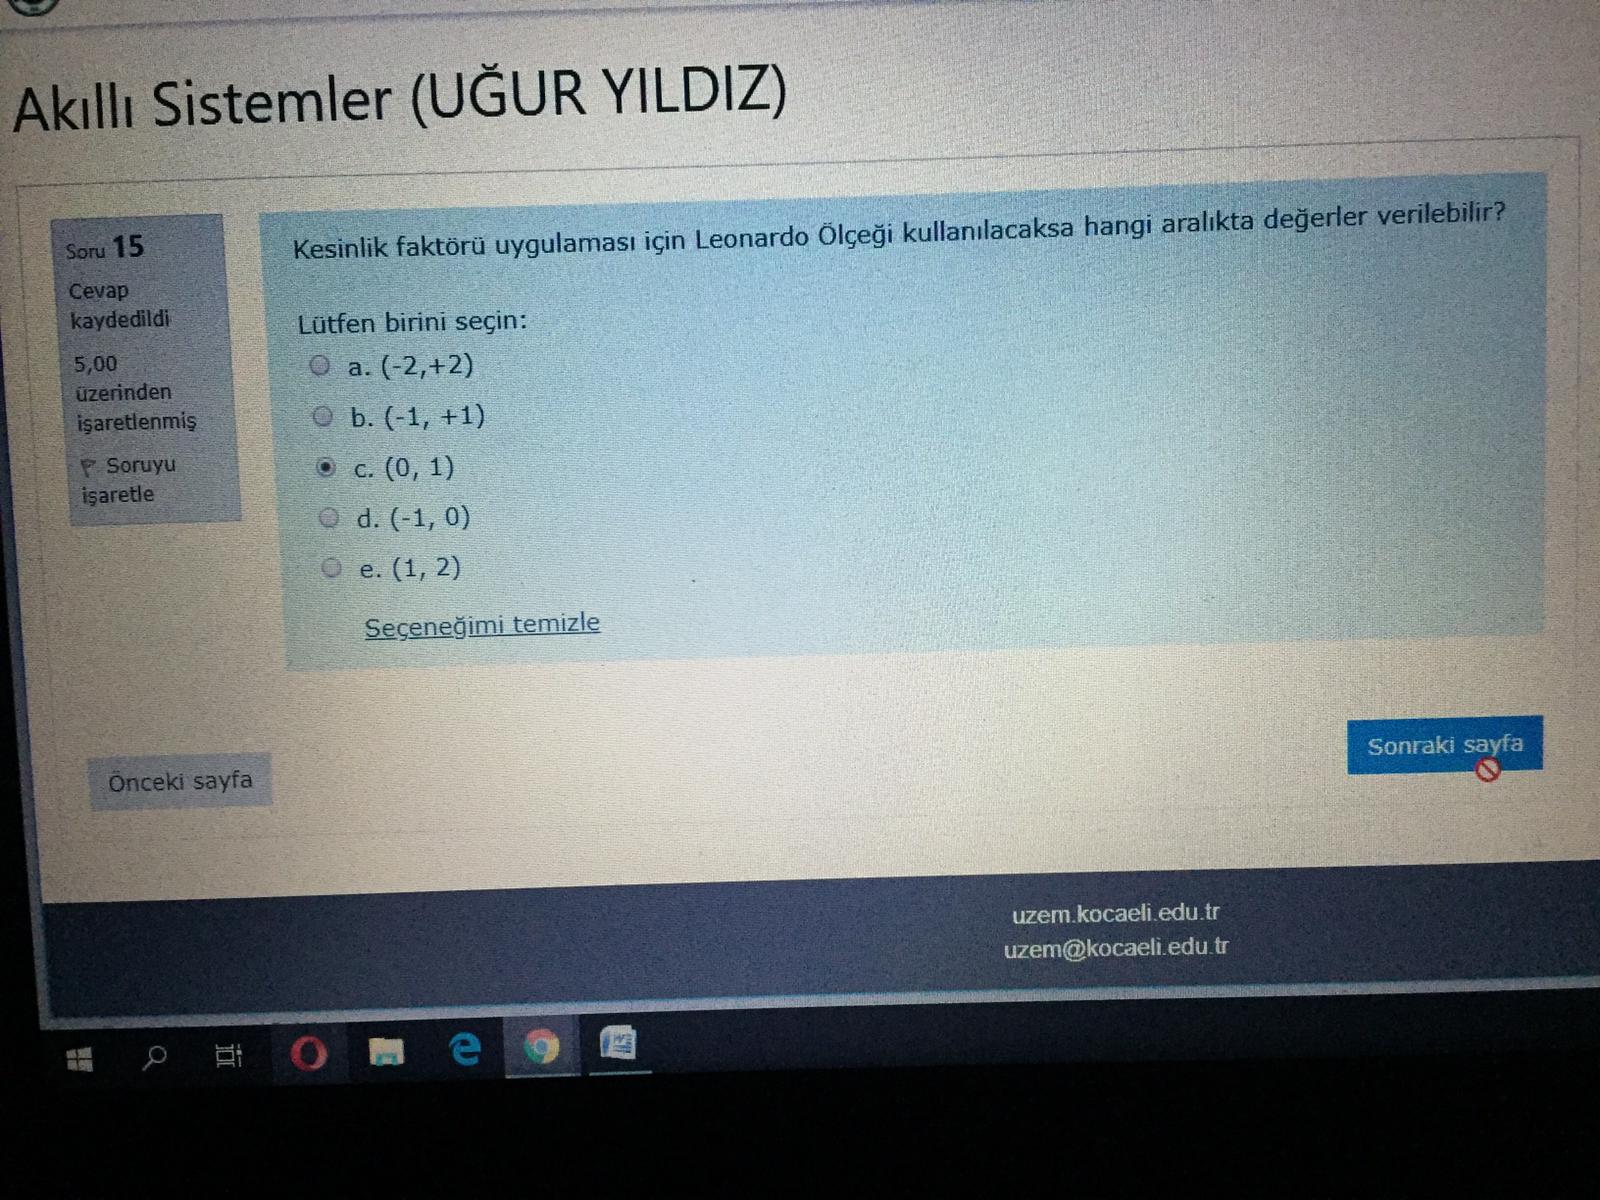 Akıllı Sistemler (UĞUR YILDIZ)
Soru 15
Cevap
kaydedildi
5,00
üzerinden
işaretlenmiş
Soruyu
işaretle
Kesinlik faktörü uygulaması için Leonardo Ölçeği kullanılacaksa hangi aralıkta değerler verilebilir?
Lütfen birini seçin:
a. (-2,+2)
b. (-1, +1)
c. (0, 1)
d. (-1, 0)
e. (1, 2)
Seçeneğimi temizle
Önceki sayfa
Sonraki sayfa
uzem.kocaeli.edu.tr
uzem@kocaeli.edu.tr